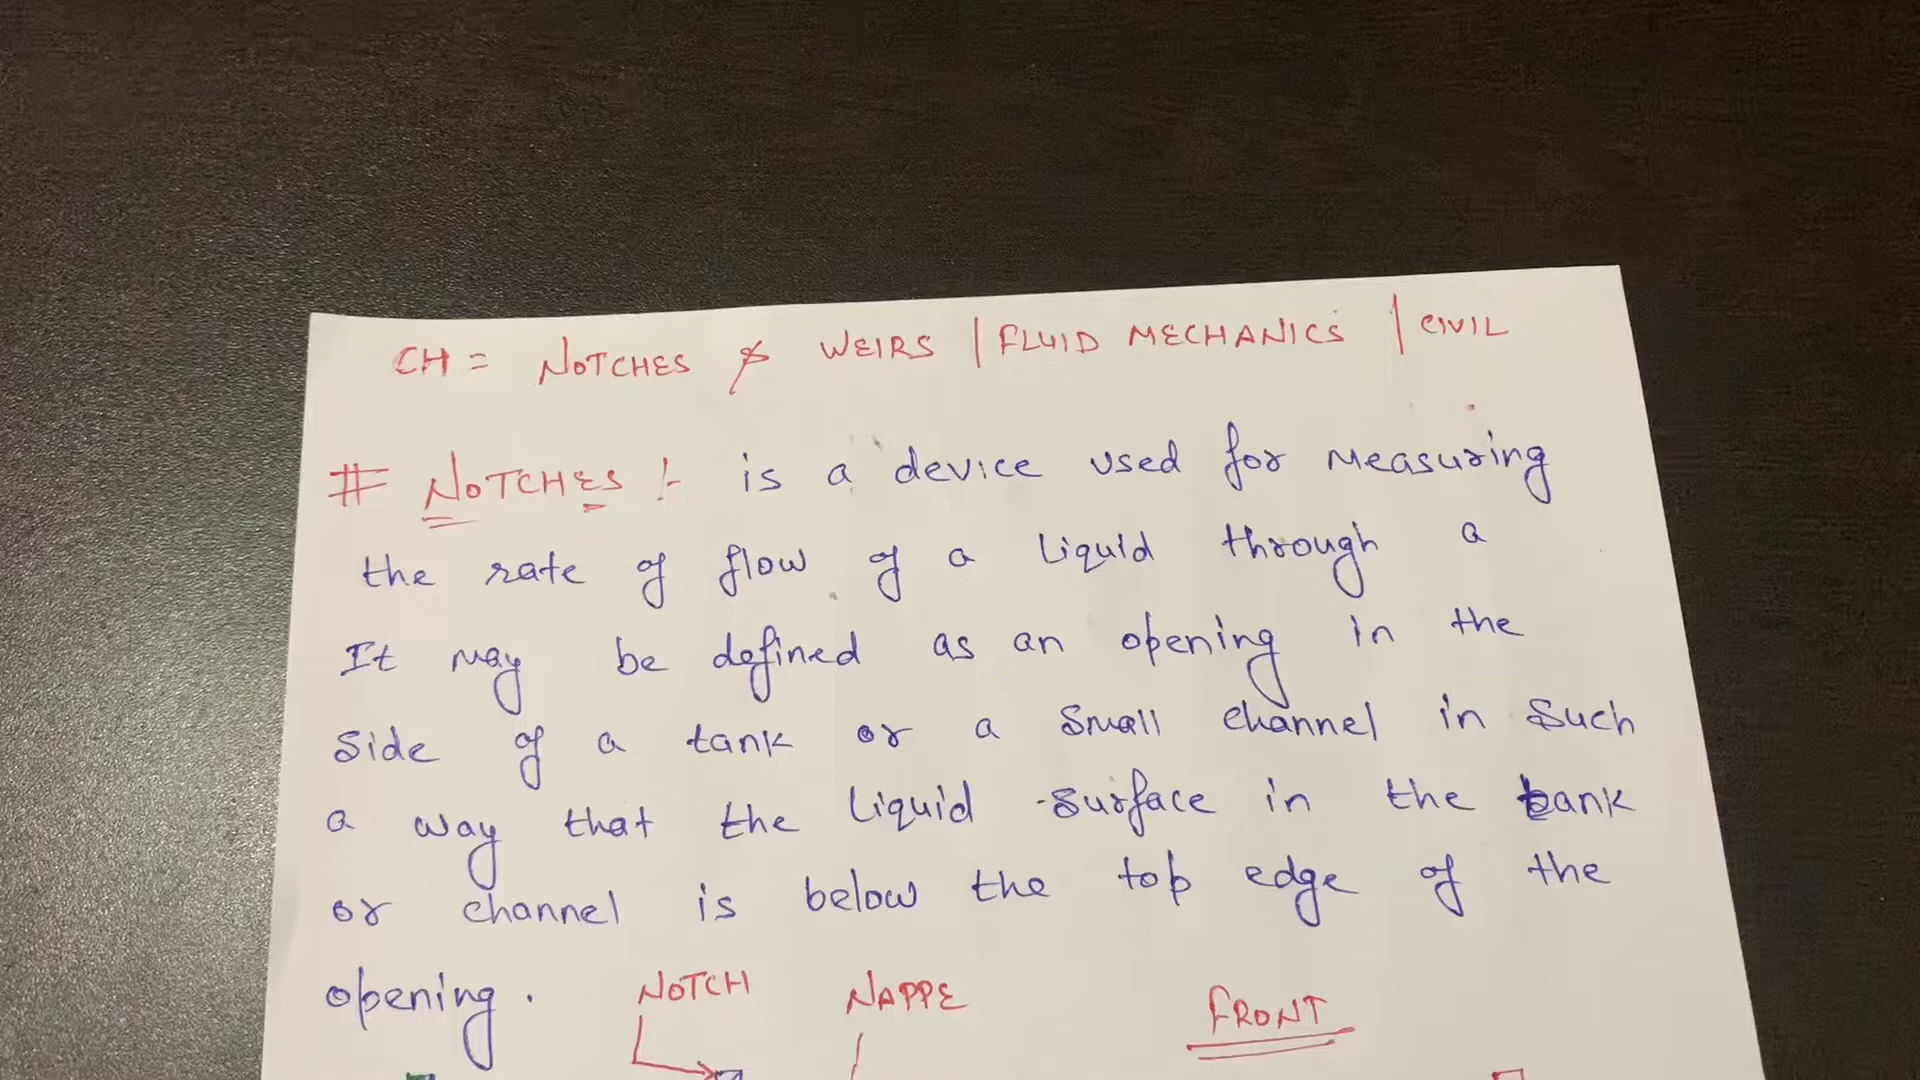 CH = NOTCHES & WEIRS | FLUID MECHANICS | CIVIL
# NOTCHES :- is a device used for measuring
the rate of flow of a liquid through a
It may be defined as an opening in the
side of a tank or a small channel in such
a way that the liquid surface in the tank
or channel is below the top edge of the
opening.
NOTCH NAPPE FRONT